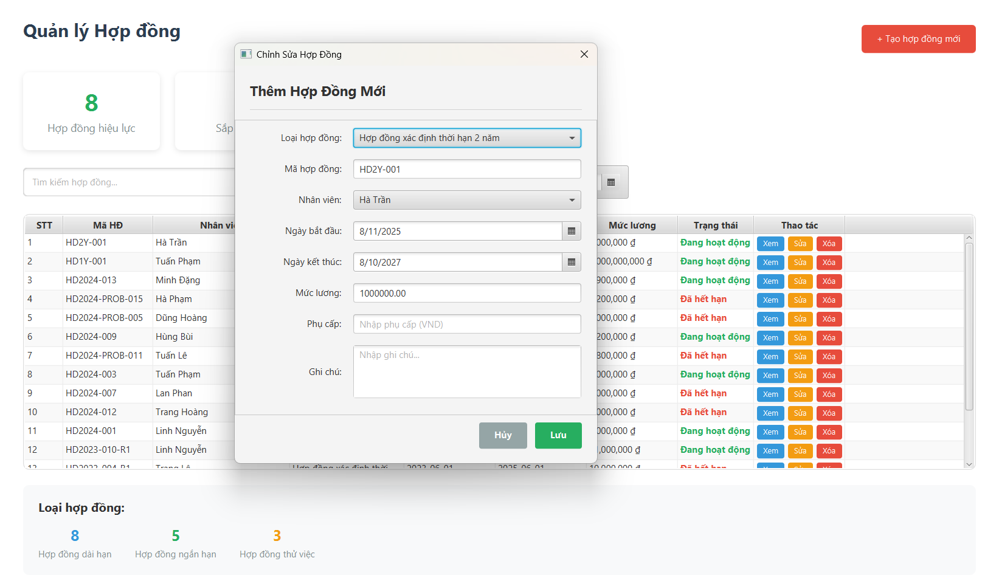 Quản lý Hợp đồng
+ Tạo hợp đồng mới
8
Hợp đồng hiệu lực
Sắp
Tìm kiếm hợp đồng...
Chỉnh Sửa Hợp Đồng
Thêm Hợp Đồng Mới
Loại hợp đồng: Hợp đồng xác định thời hạn 2 năm
Mã hợp đồng: HD2Y-001
Nhân viên: Hà Trần
Ngày bắt đầu: 8/11/2025
Ngày kết thúc: 8/10/2027
Mức lương: 1000000.00
Phụ cấp: Nhập phụ cấp (VND)
Ghi chú: Nhập ghi chú...
Hủy Lưu
STT Mã HĐ Nhân Mức lương Trạng thái Thao tác
1 HD2Y-001 Hà Trần 000,000 ₫ Đang hoạt động Xem Sửa Xóa
2 HD1Y-001 Tuấn Phạm 000,000,000 ₫ Đang hoạt động Xem Sửa Xóa
3 HD2024-013 Minh Đặng 900,000 ₫ Đang hoạt động Xem Sửa Xóa
4 HD2024-PROB-015 Hà Phạm 200,000 ₫ Đã hết hạn Xem Sửa Xóa
5 HD2024-PROB-005 Dũng Hoàng 000,000 ₫ Đã hết hạn Xem Sửa Xóa
6 HD2024-009 Hùng Bùi 200,000 ₫ Đang hoạt động Xem Sửa Xóa
7 HD2024-PROB-011 Tuấn Lê 800,000 ₫ Đã hết hạn Xem Sửa Xóa
8 HD2024-003 Tuấn Phạm 000,000 ₫ Đang hoạt động Xem Sửa Xóa
9 HD2024-007 Lan Phan 000,000 ₫ Đã hết hạn Xem Sửa Xóa
10 HD2024-012 Trang Hoàng 000,000 ₫ Đã hết hạn Xem Sửa Xóa
11 HD2024-001 Linh Nguyễn 000,000 ₫ Đang hoạt động Xem Sửa Xóa
12 HD2023-010-R1 Linh Nguyễn ,000,000 ₫ Đang hoạt động Xem Sửa Xóa
Loại hợp đồng:
8 5 3
Hợp đồng dài hạn Hợp đồng ngắn hạn Hợp đồng thử việc